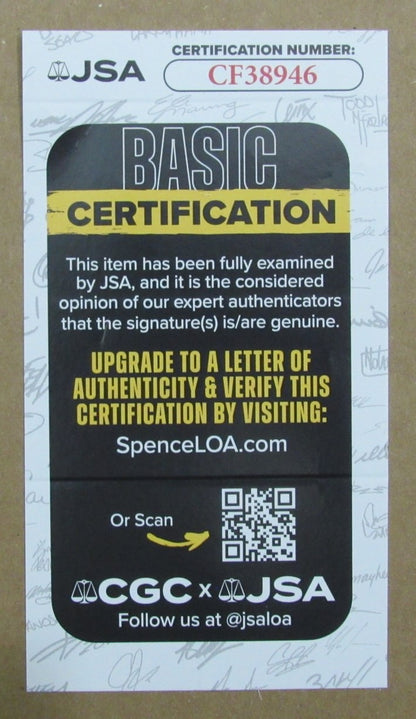 CERTIFICATION NUMBER:
JSA
CF38946
BASIC
CERTIFICATION
This item has been fully examined
by JSA, and it is the considered
opinion of our expert authenticators
that the signature(s) is/are genuine.
UPGRADE TO A LETTER OF
AUTHENTICITY & VERIFY THIS
CERTIFICATION BY VISITING:
SpenceLOA.com
Or Scan
CGC x JSA
Follow us at @jsaloa